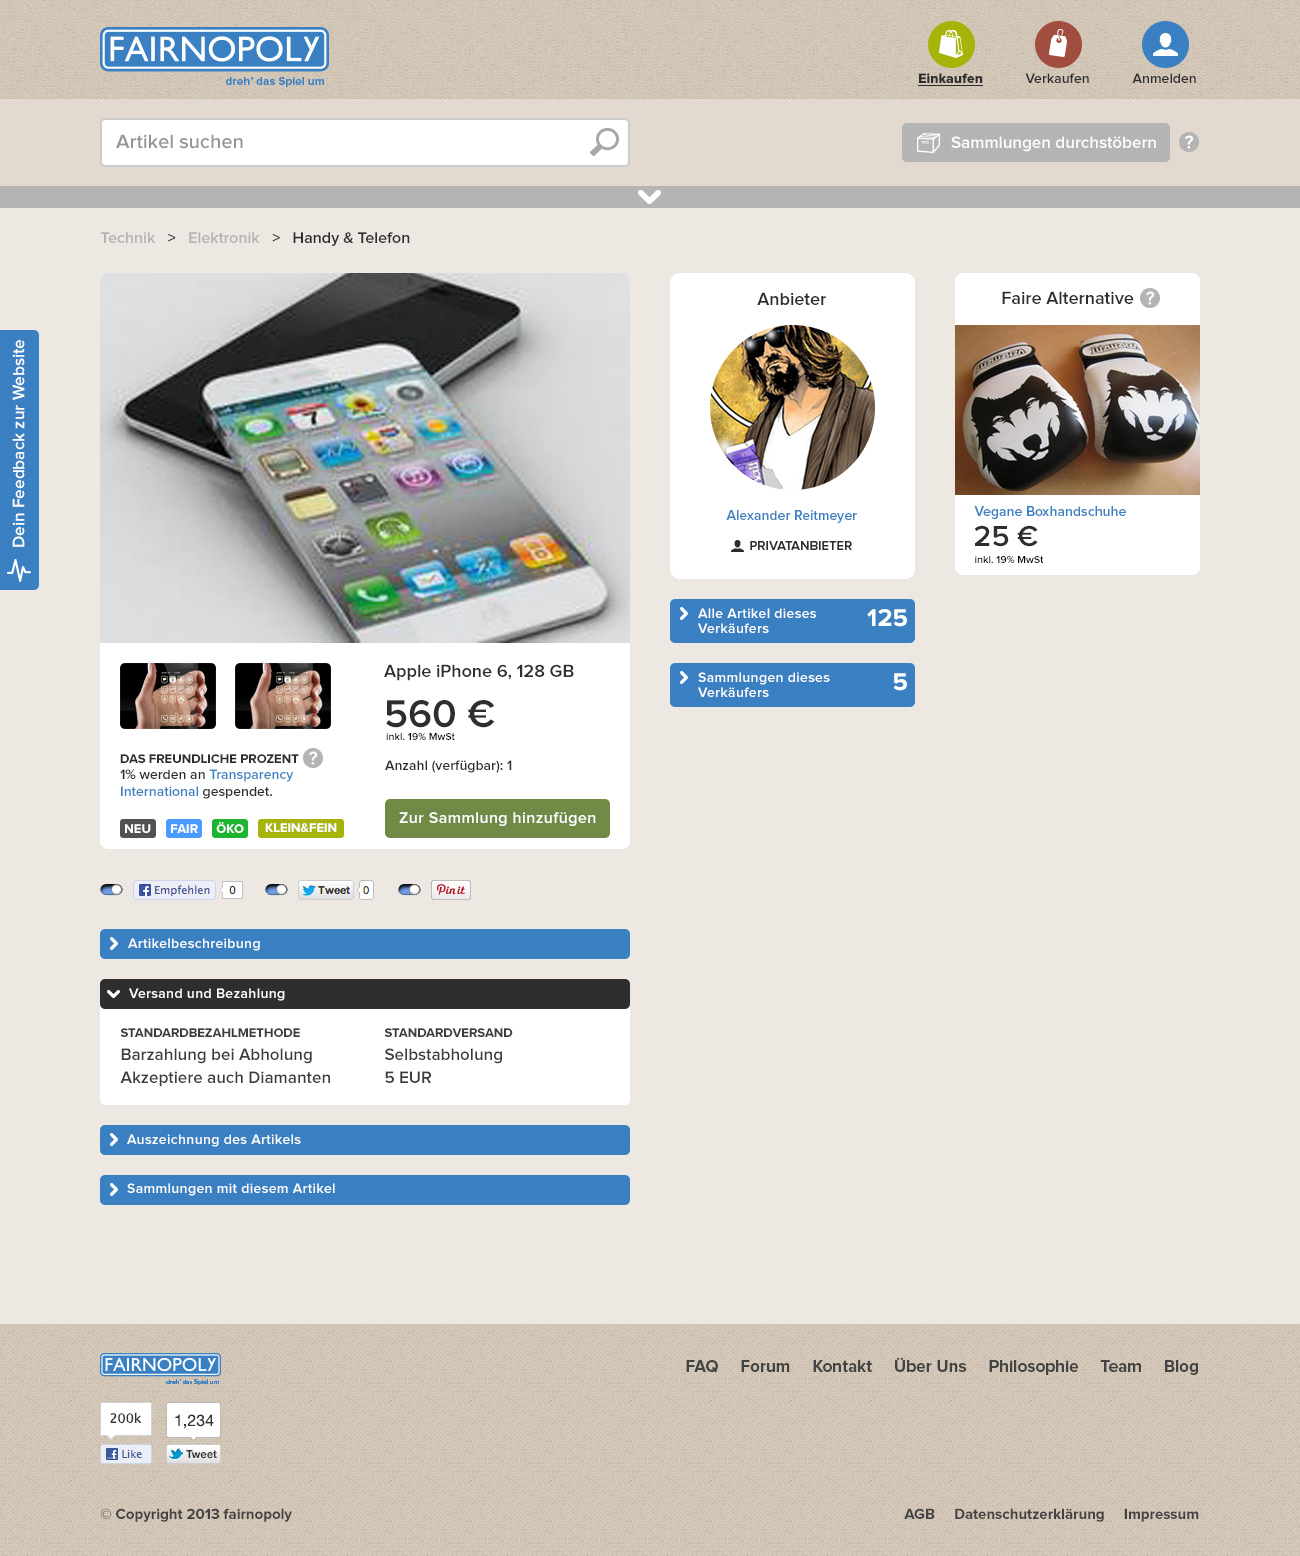 FAIRNOPOLY
dreh' das Spiel um
Einkaufen
Verkaufen
Anmelden
Artikel suchen
Sammlungen durchstöbern
?
Technik > Elektronik > Handy & Telefon
Dein Feedback zur Website
Anbieter
Alexander Reitmeyer
PRIVATANBIETER
Faire Alternative ?
Vegane Boxhandschuhe
25 €
inkl. 19% MwSt
Alle Artikel dieses
Verkäufers
125
Sammlungen dieses
Verkäufers
5
7
Apple iPhone 6, 128 GB
560 €
inkl. 19% MwSt
Anzahl (verfügbar): 1
Zur Sammlung hinzufügen
DAS FREUNDLICHE PROZENT ?
1% werden an Transparency
International gespendet.
NEU FAIR ÖKO KLEIN&FEIN
Empfehlen 0
Tweet 0
Pin it
Artikelbeschreibung
Versand und Bezahlung
STANDARDBEZAHLMETHODE
Barzahlung bei Abholung
Akzeptiere auch Diamanten
STANDARDVERSAND
Selbstabholung
5 EUR
Auszeichnung des Artikels
Sammlungen mit diesem Artikel
FAIRNOPOLY
dreh' das Spiel um
FAQ Forum Kontakt Über Uns Philosophie Team Blog
200k
Like
1,234
Tweet
© Copyright 2013 fairnopoly
AGB Datenschutzerklärung Impressum